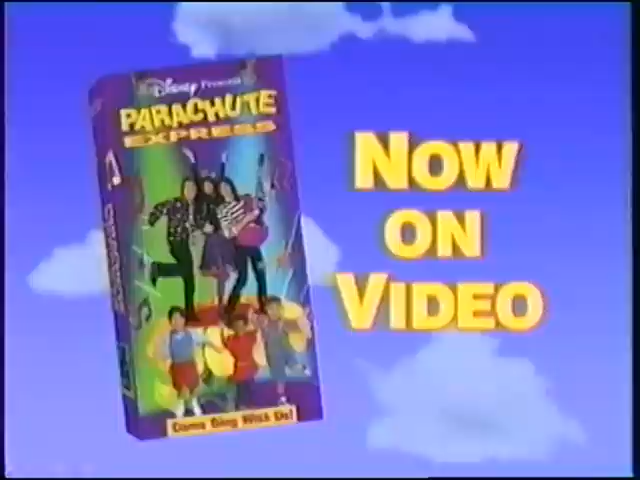 Disney Presents
PARACHUTE
EXPRESS
Come Sing With Us!
NOW
ON
VIDEO